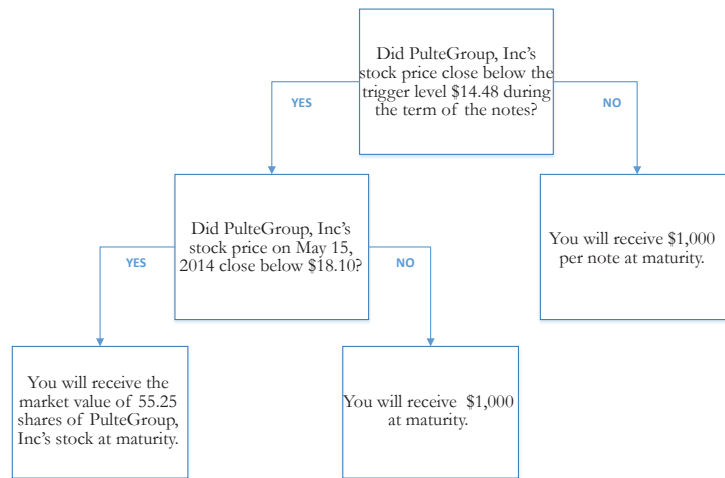 Did PulteGroup, Inc's
stock price close below the
trigger level $14.48 during
the term of the notes?
YES
NO
Did PulteGroup, Inc's
stock price on May 15,
2014 close below $18.10?
You will receive $1,000
per note at maturity.
YES
NO
You will receive the
market value of 55.25
shares of PulteGroup,
Inc's stock at maturity.
You will receive $1,000
at maturity.